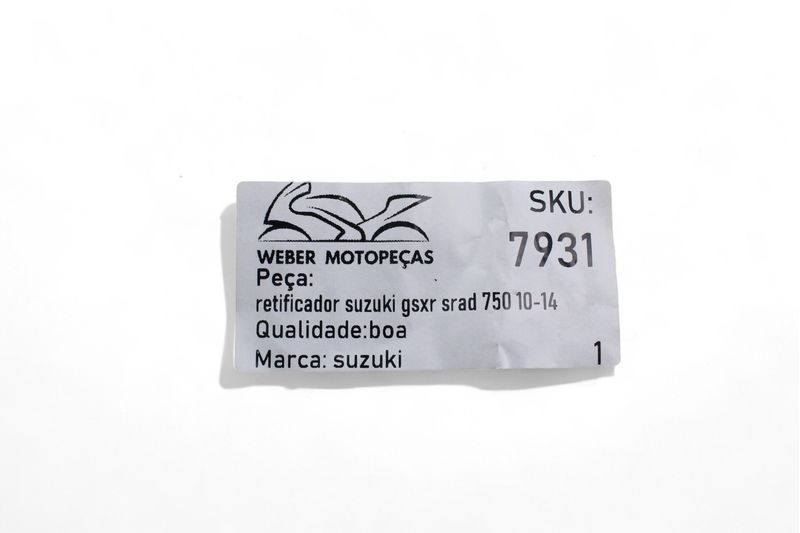 SKU:
7931
WEBER MOTOPEÇAS
Peça:
retificador suzuki gsxr srad 750 10-14
Qualidade:boa
Marca: suzuki
1